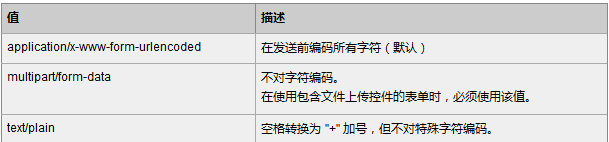 值 描述
application/x-www-form-urlencoded 在发送前编码所有字符（默认）
multipart/form-data 不对字符编码。
在使用包含文件上传控件的表单时，必须使用该值。
text/plain 空格转换为 "+" 加号，但不对特殊字符编码。